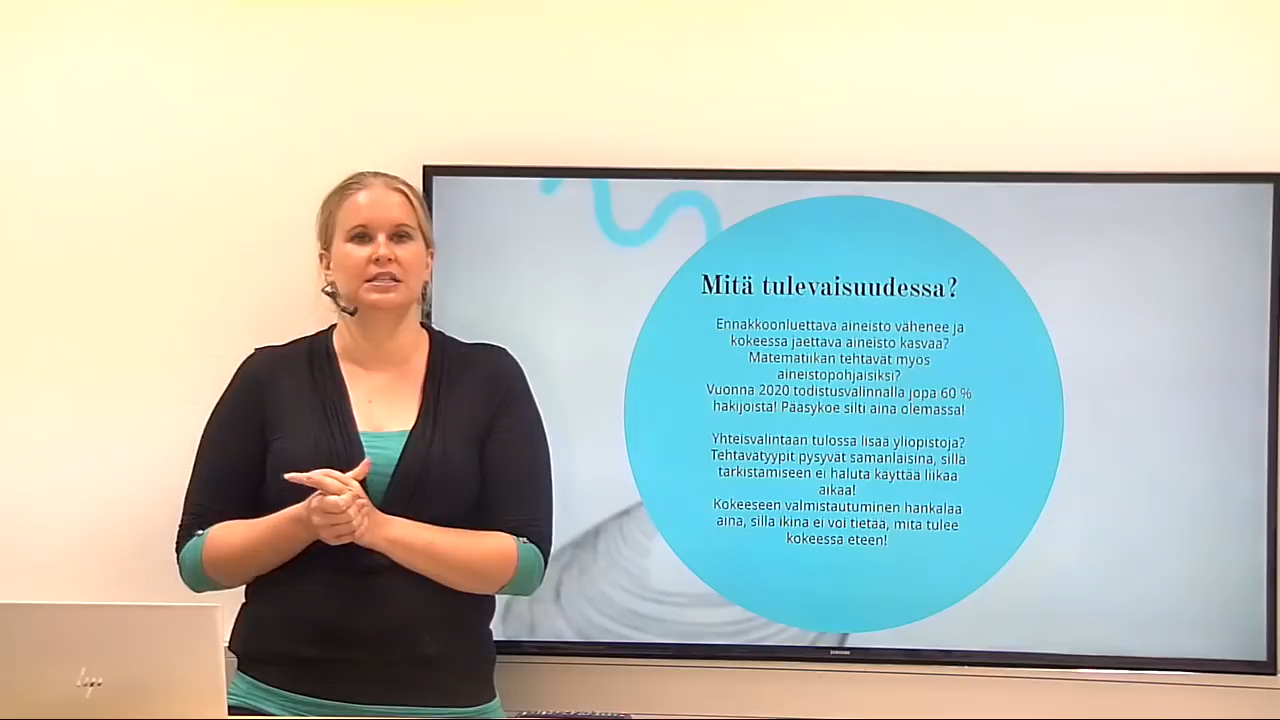 Mitä tulevaisuudessa?
Ennakkoonluettava aineisto vähenee ja
kokeessa jaettava aineisto kasvaa?
Matematiikan tehtävät myös
aineistopohjaisiksi?
Vuonna 2020 todistusvalinnalla jopa 60 %
hakijoista! Pääsykoe silti aina olemassa!
Yhteisvalintaan tulossa lisää yliopistoja?
Tehtävätyypit pysyvät samanlaisina, sillä
tarkistamiseen ei haluta käyttää liikaa
aikaa!
Kokeeseen valmistautuminen hankalaa
aina, sillä ikinä ei voi tietää, mitä tulee
kokeessa eteen!
SAMSUNG
hp